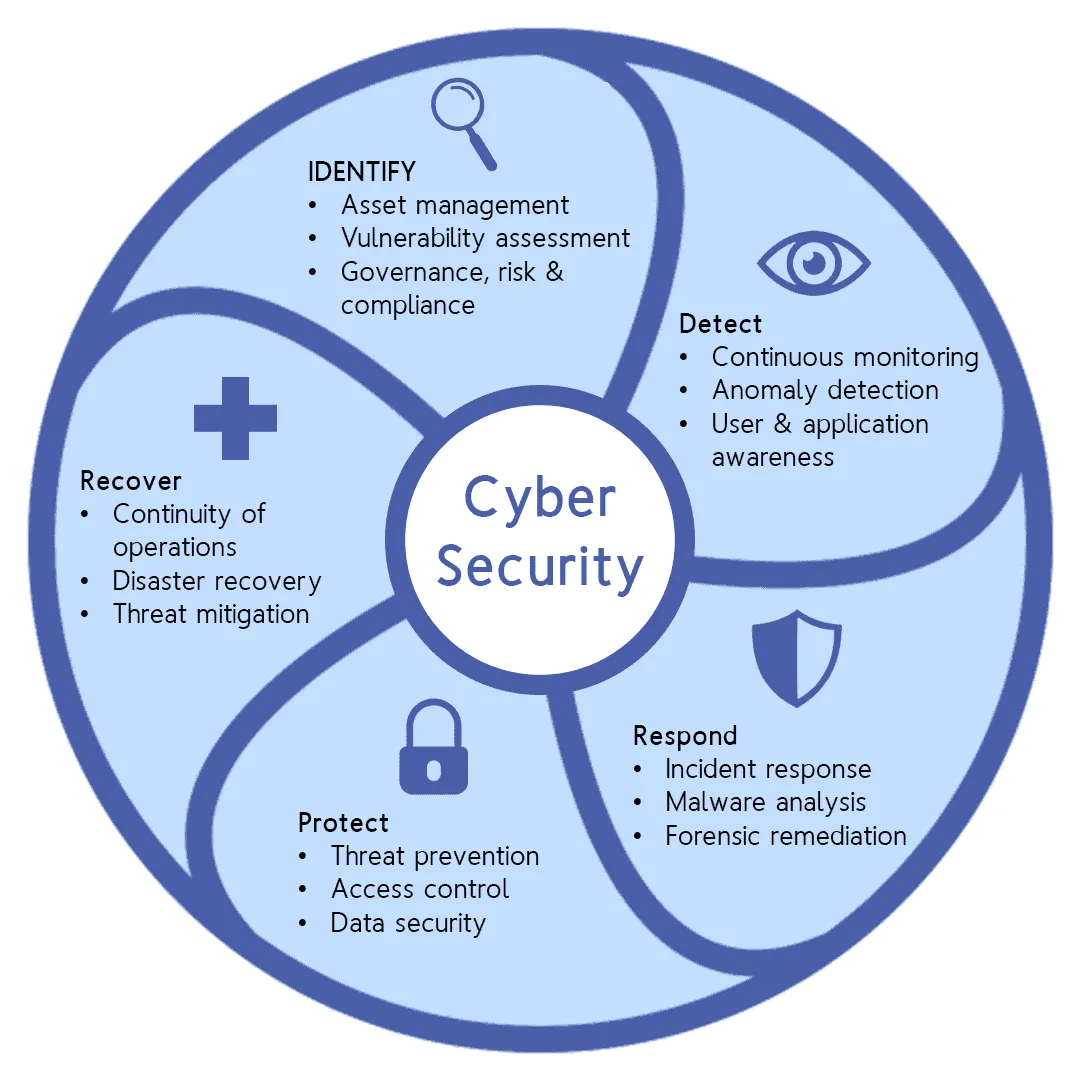 IDENTIFY
• Asset management
• Vulnerability assessment
• Governance, risk &
compliance
Detect
• Continuous monitoring
• Anomaly detection
• User & application
awareness
Recover
• Continuity of
operations
• Disaster recovery
• Threat mitigation
Cyber
Security
Respond
• Incident response
• Malware analysis
• Forensic remediation
Protect
• Threat prevention
• Access control
• Data security